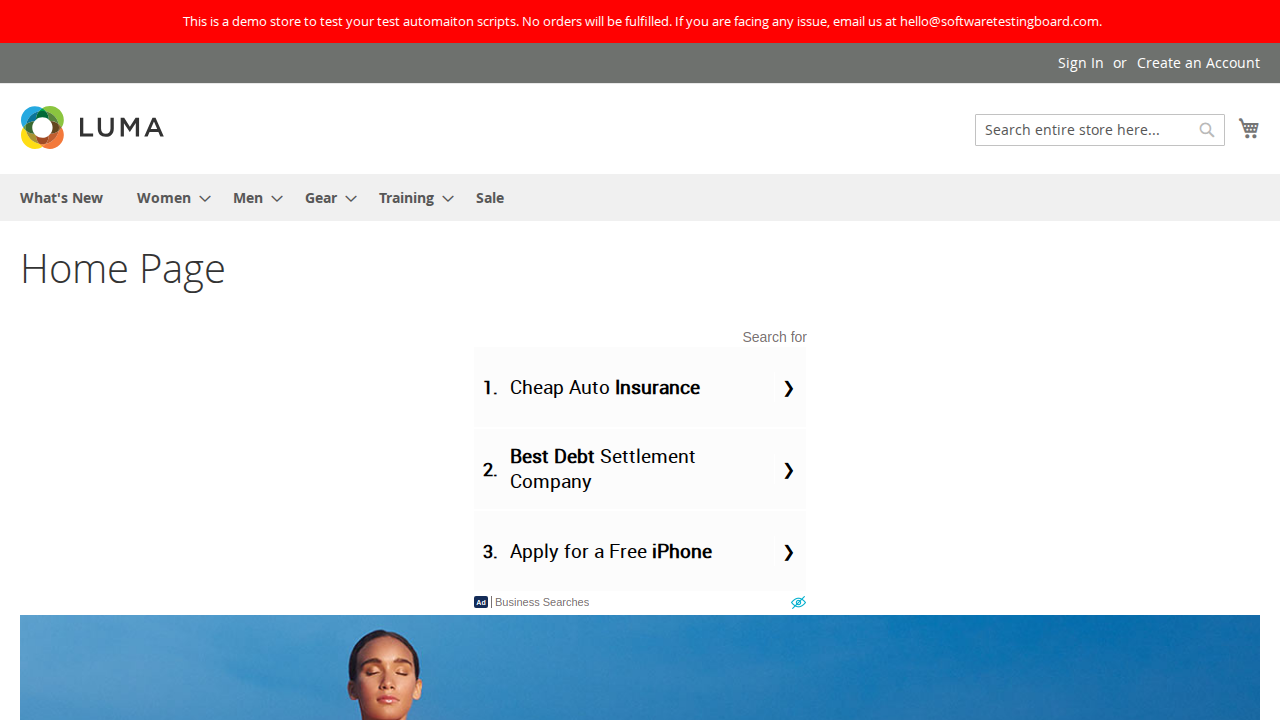 This is a demo store to test your test automaiton scripts. No orders will be fulfilled. If you are facing any issue, email us at hello@softwaretestingboard.com.
Sign In or Create an Account
LUMA
Search entire store here...
What's New Women Men Gear Training Sale
Home Page
Search for
1. Cheap Auto Insurance ❯
2. Best Debt Settlement
Company ❯
3. Apply for a Free iPhone ❯
Ad | Business Searches